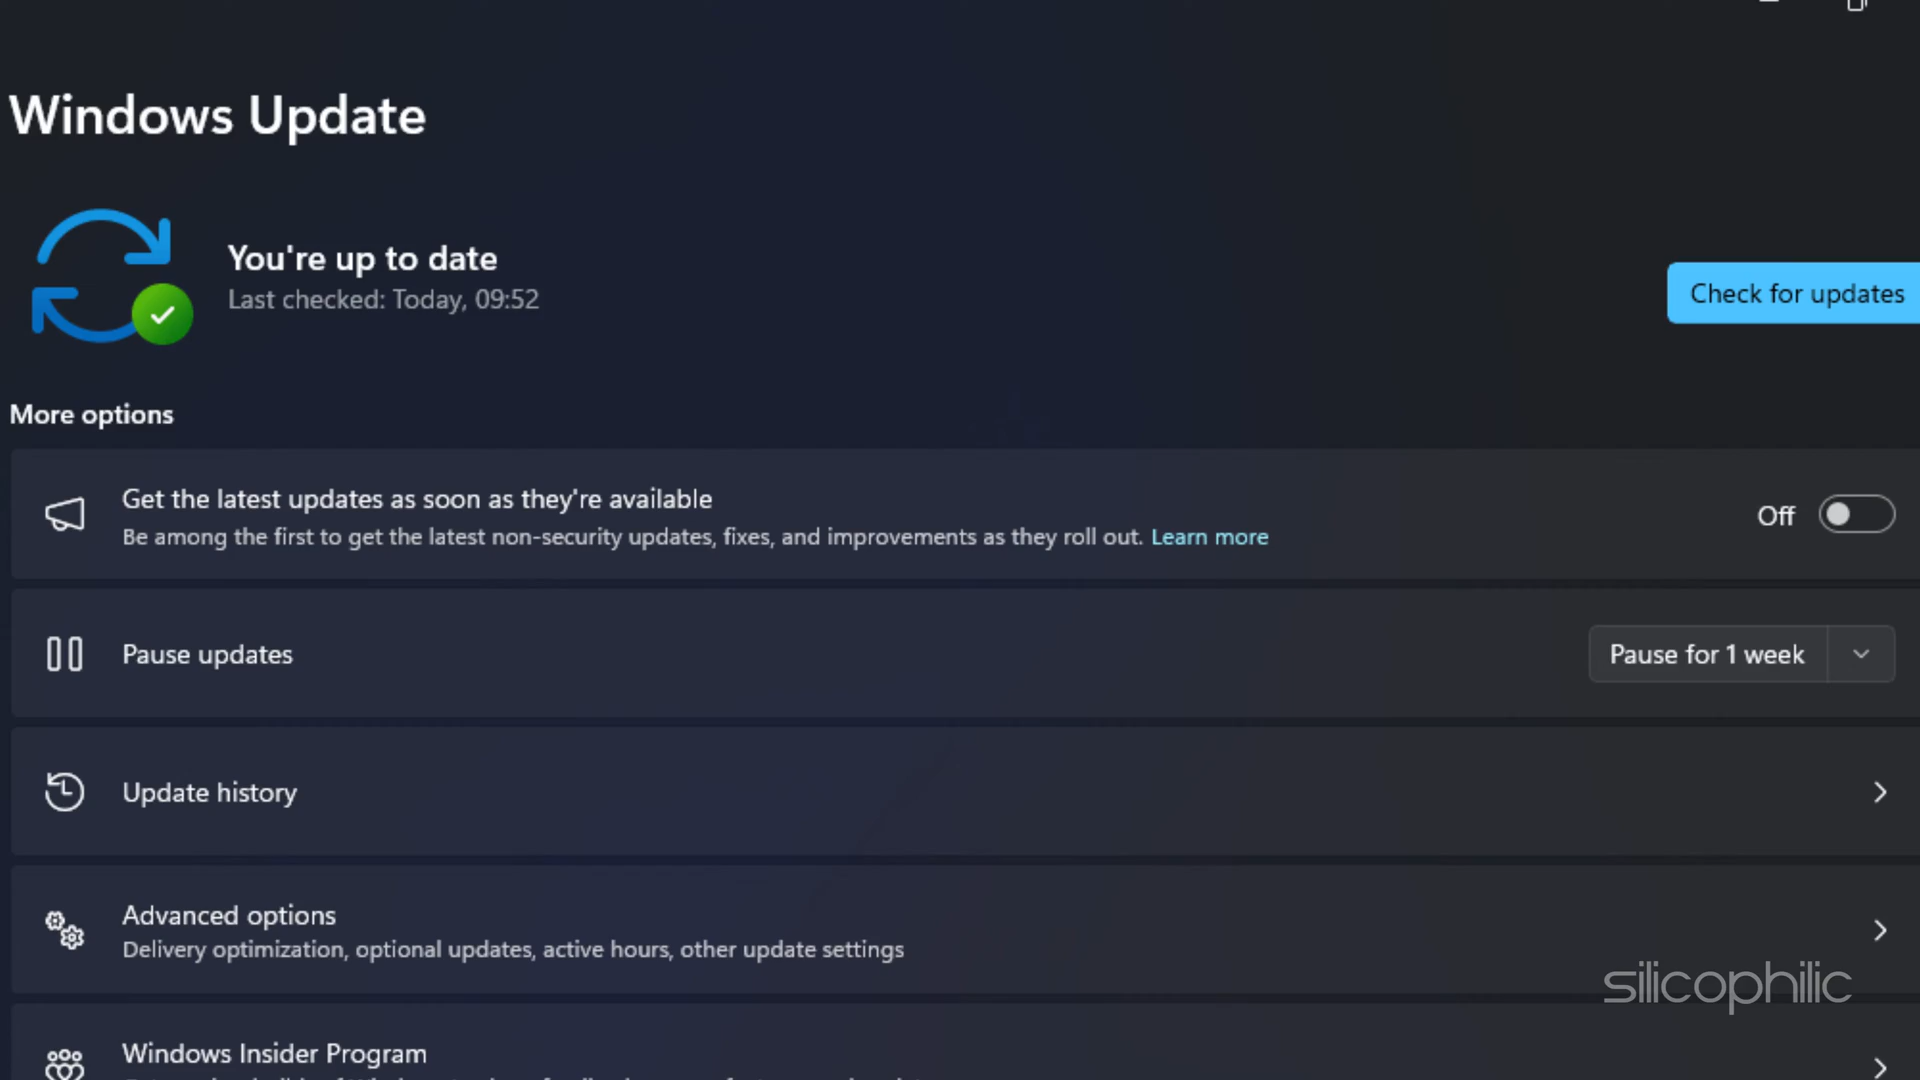 Windows Update
You're up to date
Last checked: Today, 09:52
Check for updates
More options
Get the latest updates as soon as they're available
Be among the first to get the latest non-security updates, fixes, and improvements as they roll out. Learn more
Off
Pause updates
Pause for 1 week
Update history
Advanced options
Delivery optimization, optional updates, active hours, other update settings
silicophilic
Windows Insider Program